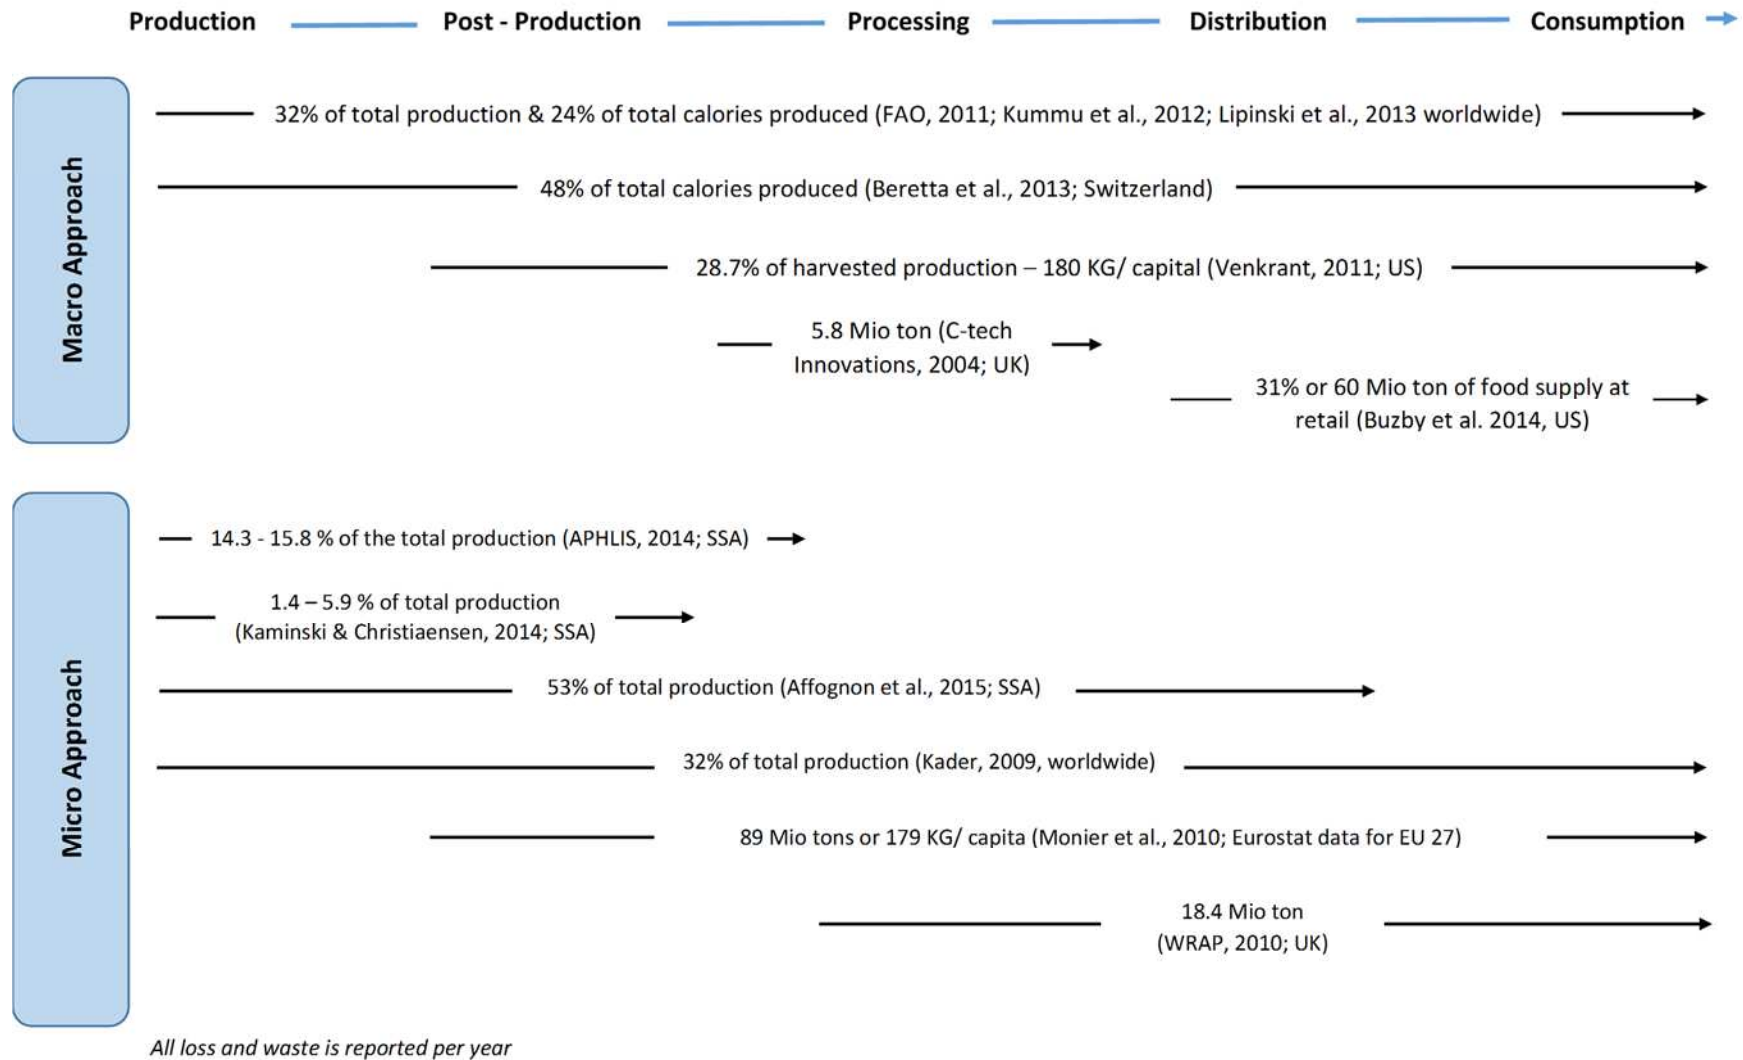 Production Post - Production Processing Distribution Consumption
Macro Approach
32% of total production & 24% of total calories produced (FAO, 2011; Kummu et al., 2012; Lipinski et al., 2013 worldwide)
48% of total calories produced (Beretta et al., 2013; Switzerland)
28.7% of harvested production – 180 KG/ capital (Venkrant, 2011; US)
5.8 Mio ton (C-tech
Innovations, 2004; UK)
31% or 60 Mio ton of food supply at
retail (Buzby et al. 2014, US)
Micro Approach
14.3 - 15.8 % of the total production (APHLIS, 2014; SSA)
1.4 – 5.9 % of total production
(Kaminski & Christiaensen, 2014; SSA)
53% of total production (Affognon et al., 2015; SSA)
32% of total production (Kader, 2009, worldwide)
89 Mio tons or 179 KG/ capita (Monier et al., 2010; Eurostat data for EU 27)
18.4 Mio ton
(WRAP, 2010; UK)
All loss and waste is reported per year